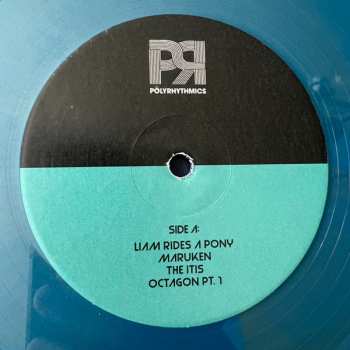 PR
POLYRHYTHMICS
SIDE A:
LIAM RIDES A PONY
MARUKEN
THE ITIS
OCTAGON PT. 1